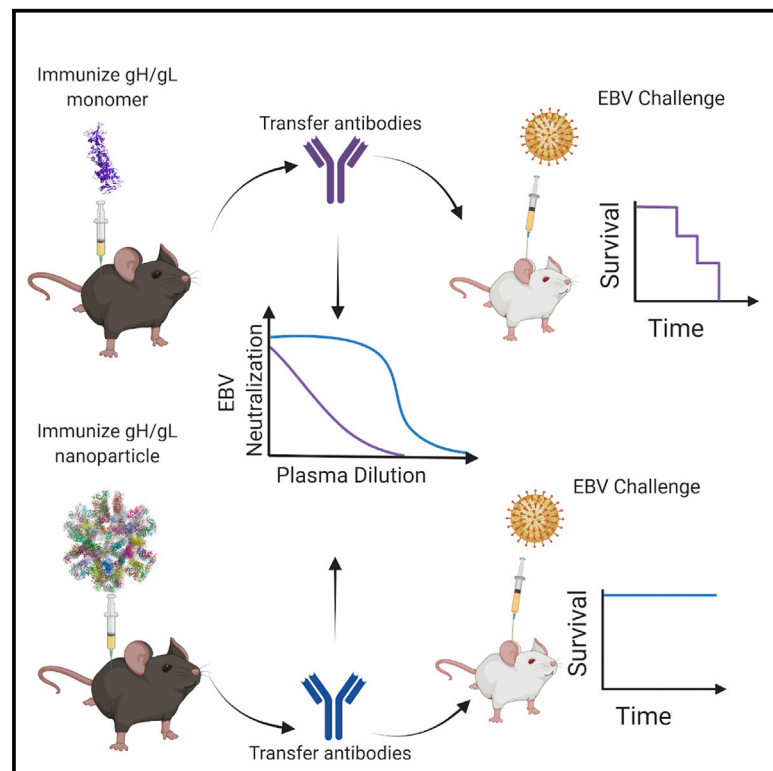 Immunize gH/gL
monomer
Transfer antibodies
EBV Challenge
Survival
Time
EBV
Neutralization
Plasma Dilution
Immunize gH/gL
nanoparticle
EBV Challenge
Survival
Time
Transfer antibodies